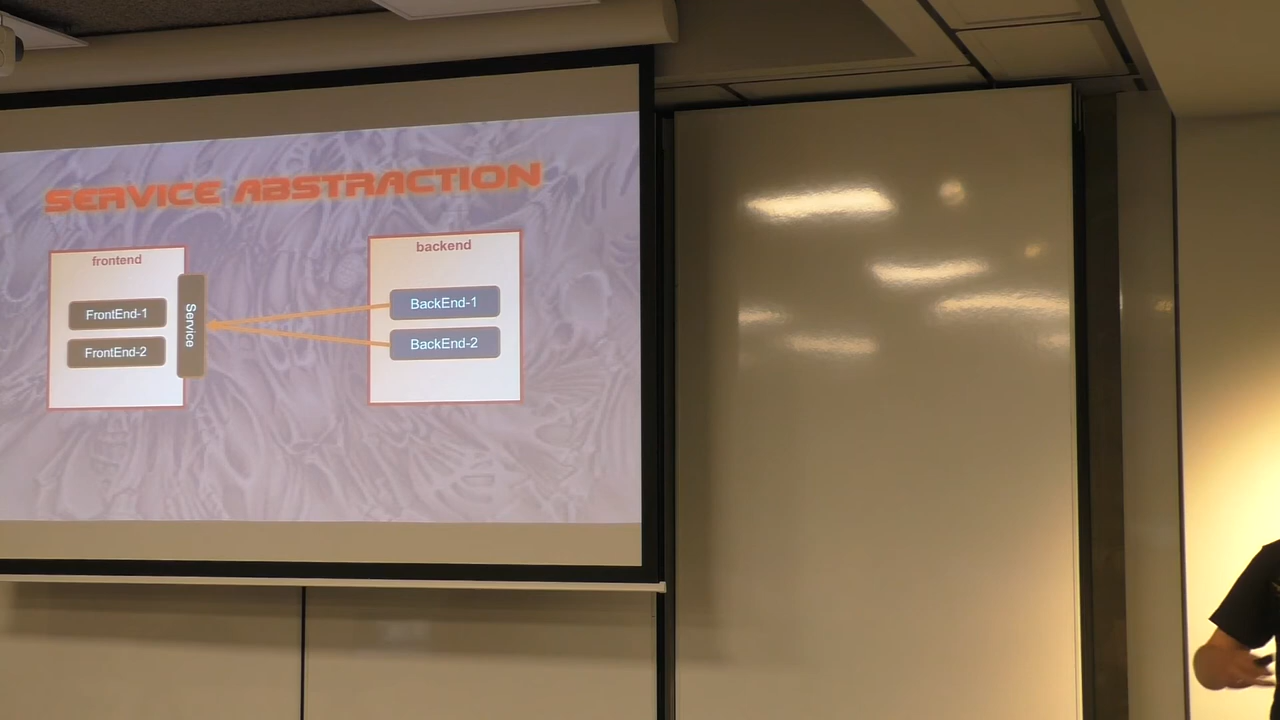 SERVICE ABSTRACTION
frontend
FrontEnd-1
FrontEnd-2
Service
backend
BackEnd-1
BackEnd-2